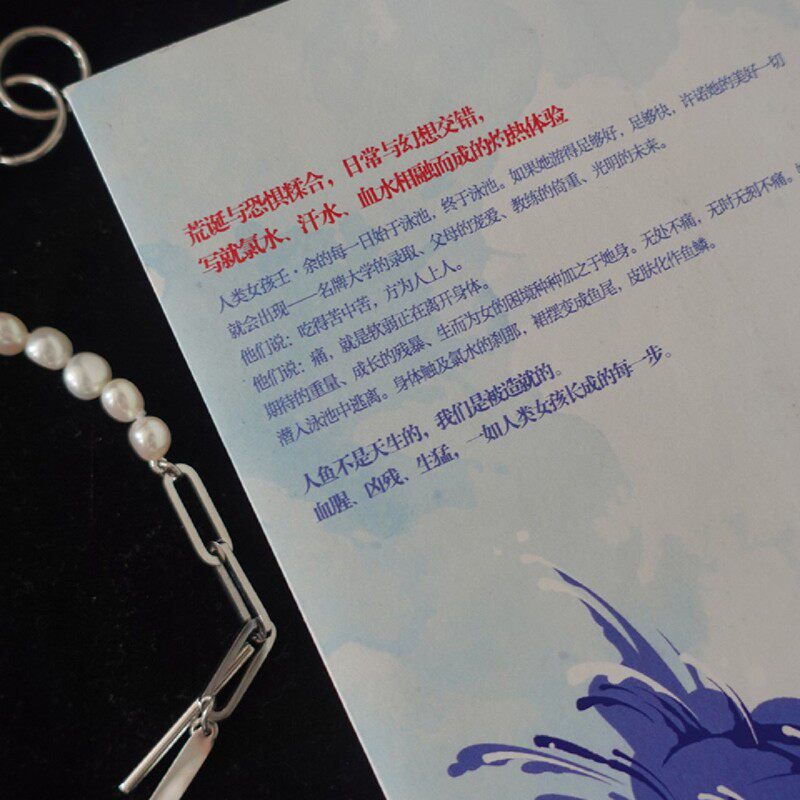 荒诞与恐惧糅合，日常与幻想交错，
写就氯水、汗水、血水相融而成的灼热体验
人类女孩王·余的每一日始于泳池，终于泳池。如果她游得足够好，足够快，许诺她的美好一切
就会出现——名牌大学的录取、父母的宠爱、教练的倚重、光明的未来。
他们说：吃得苦中苦，方为人上人。
他们说：痛，就是软弱正在离开身体。
期待的重量、成长的残暴、生而为女的困境种种加之于她身。无处不痛，无时无刻不痛。
潜入泳池中逃离。身体触及氯水的刹那，裙摆变成鱼尾，皮肤化作鱼鳞。
人鱼不是天生的，我们是被造就的。
血腥、凶残、生猛，一如人类女孩长成的每一步。